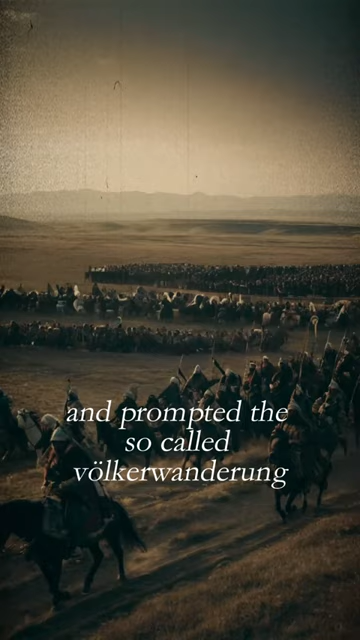 and prompted the
so called
völkerwanderung